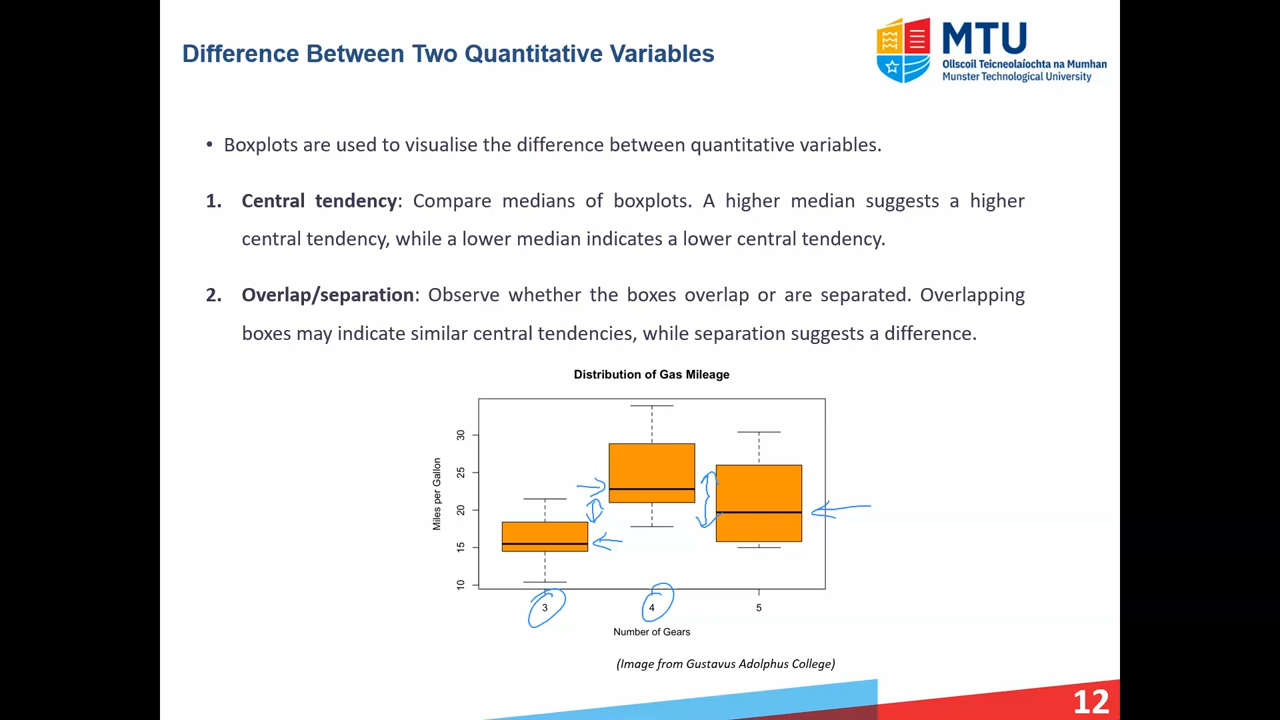 Difference Between Two Quantitative Variables
MTU
Ollscoil Teicneolaíochta na Mumhan
Munster Technological University
• Boxplots are used to visualise the difference between quantitative variables.
1. Central tendency: Compare medians of boxplots. A higher median suggests a higher
central tendency, while a lower median indicates a lower central tendency.
2. Overlap/separation: Observe whether the boxes overlap or are separated. Overlapping
boxes may indicate similar central tendencies, while separation suggests a difference.
Distribution of Gas Mileage
Miles per Gallon
30
25
20
15
10
3 4 5
Number of Gears
(Image from Gustavus Adolphus College)
12